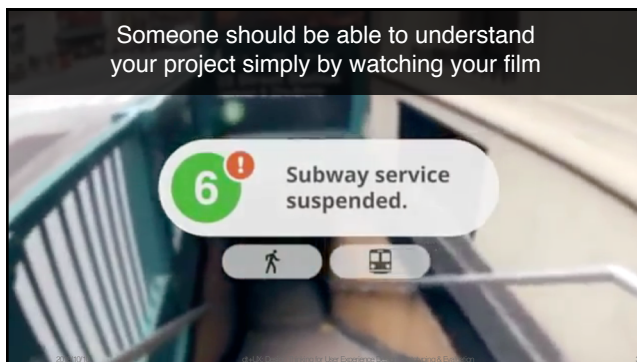 Someone should be able to understand
your project simply by watching your film
6
!
Subway service
suspended.